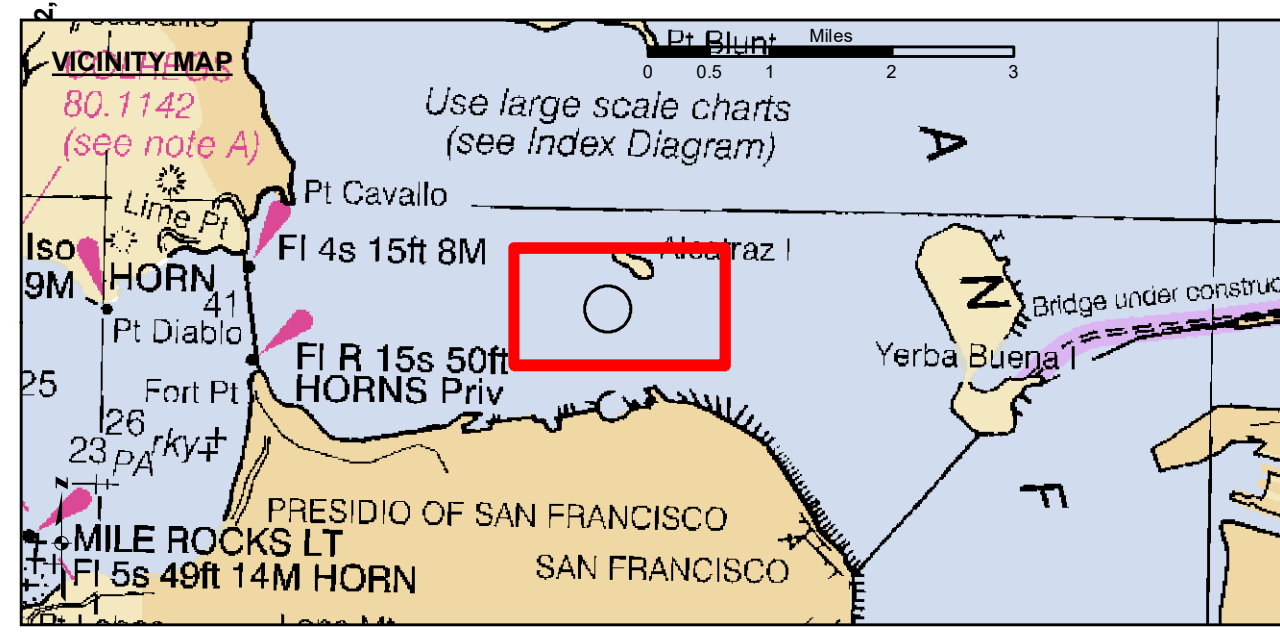 Pt Blunt
Miles
0 0.5 1 2 3
VICINITY MAP
COLREGS
80.1142
(see note A)
Use large scale charts
(see Index Diagram)
A
Pt Cavallo
Lime Pt
Iso
9M
HORN
Fl 4s 15ft 8M
Alcatraz I
41
Pt Diablo
N
Bridge under construc
Yerba Buena I
Fl R 15s 50ft
HORNS Priv
25
Fort Pt
26
23
rky
PA
F
N
PRESIDIO OF SAN FRANCISCO
MILE ROCKS LT
Fl 5s 49ft 14M HORN
SAN FRANCISCO